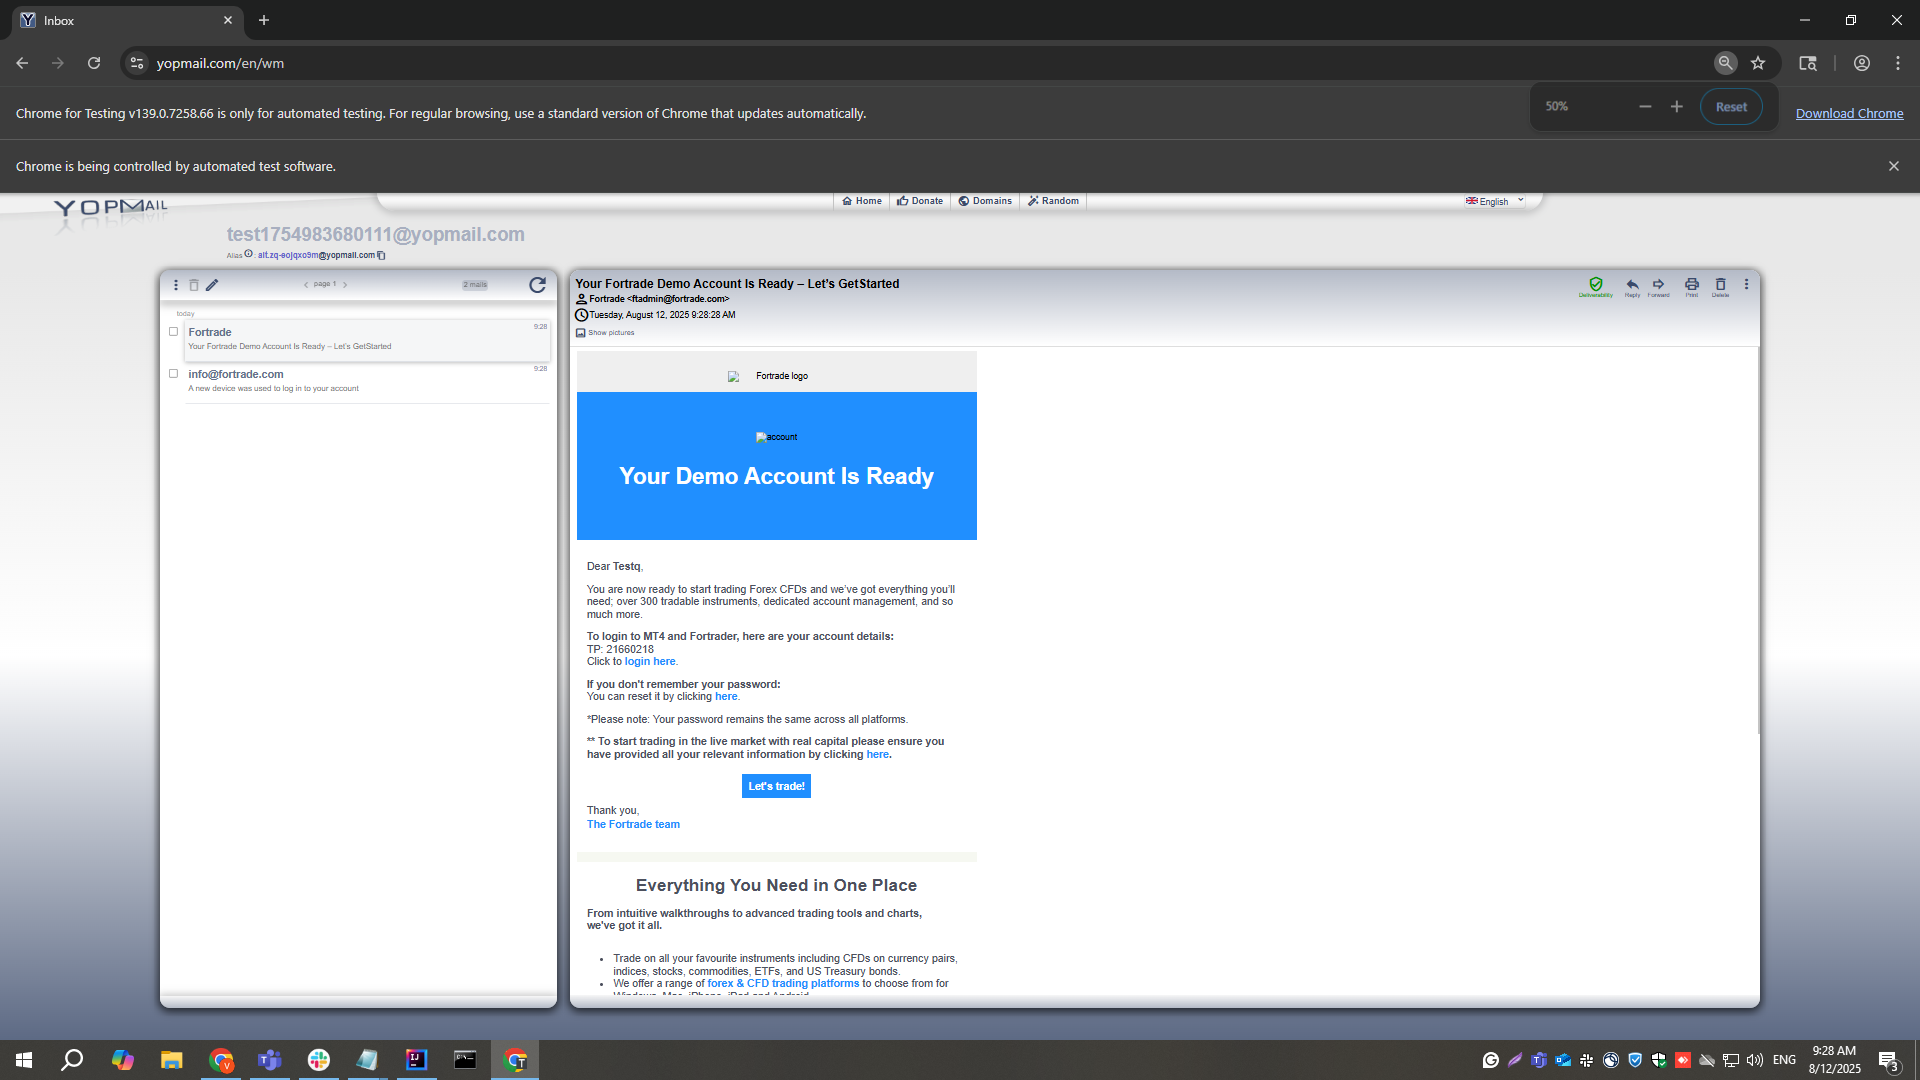 Inbox
yopmail.com/en/wm
Chrome for Testing v139.0.7258.66 is only for automated testing. For regular browsing, use a standard version of Chrome that updates automatically.
50%
Reset
Download Chrome
Chrome is being controlled by automated test software.
YOPMAIL
Home
Donate
Domains
Random
English
test1754983680111@yopmail.com
Alias : alt.zq-eojqxo9m@yopmail.com
page 1
2 mails
today
Fortrade
9:28
Your Fortrade Demo Account Is Ready – Let's GetStarted
info@fortrade.com
9:28
A new device was used to log in to your account
Your Fortrade Demo Account Is Ready – Let's GetStarted
Fortrade <ftadmin@fortrade.com>
Tuesday, August 12, 2025 9:28:28 AM
Show pictures
Deliverability
Reply
Forward
Print
Delete
Fortrade logo
account
Your Demo Account Is Ready
Dear Testq,
You are now ready to start trading Forex CFDs and we've got everything you'll
need; over 300 tradable instruments, dedicated account management, and so
much more.
To login to MT4 and Fortrader, here are your account details:
TP: 21660218
Click to login here.
If you don't remember your password:
You can reset it by clicking here.
*Please note: Your password remains the same across all platforms.
** To start trading in the live market with real capital please ensure you
have provided all your relevant information by clicking here.
Let's trade!
Thank you,
The Fortrade team
Everything You Need in One Place
From intuitive walkthroughs to advanced trading tools and charts,
we've got it all.
Trade on all your favourite instruments including CFDs on currency pairs,
indices, stocks, commodities, ETFs, and US Treasury bonds.
We offer a range of forex & CFD trading platforms to choose from for
Windows, Mac, iPhone, iPad and Android
ENG
9:28 AM
8/12/2025
3